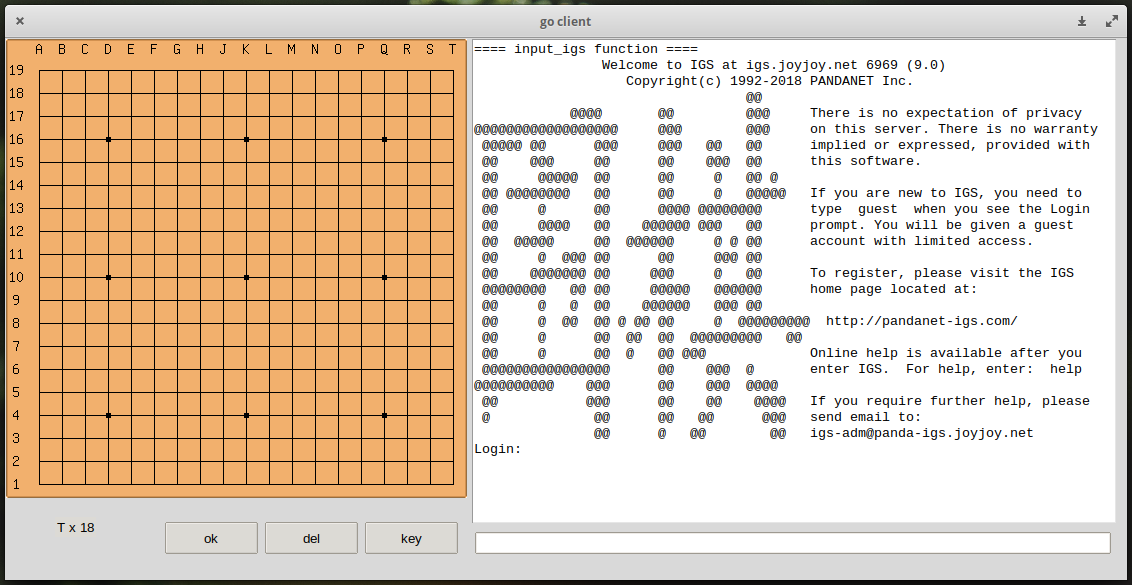 go client
A B C D E F G H J K L M N O P Q R S T
19
18
17
16
15
14
13
12
11
10
9
8
7
6
5
4
3
2
1
T x 18
ok
del
key
==== input_igs function ====
Welcome to IGS at igs.joyjoy.net 6969 (9.0)
Copyright(c) 1992-2018 PANDANET Inc.
There is no expectation of privacy
on this server. There is no warranty
implied or expressed, provided with
this software.
If you are new to IGS, you need to
type guest when you see the Login
prompt. You will be given a guest
account with limited access.
To register, please visit the IGS
home page located at:
http://pandanet-igs.com/
Online help is available after you
enter IGS. For help, enter: help
If you require further help, please
send email to:
igs-adm@panda-igs.joyjoy.net
Login: